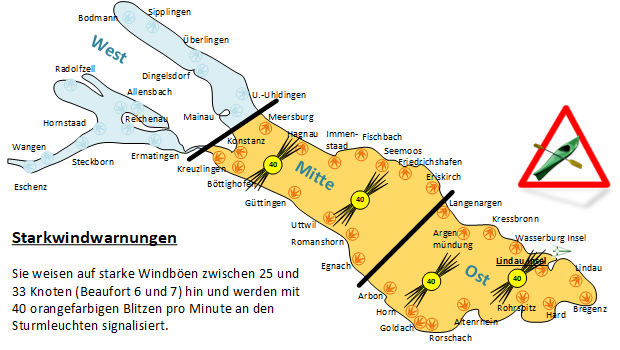 Sipplingen
Bodmann
Überlingen
West
Radolfzell
Dingelsdorf
Allensbach
U.-Uhldingen
Mainau
Meersburg
Hornstaad
Reichenau
Hagnau
Immen-
staad
Fischbach
Konstanz
Wangen
Ermatingen
Seemoos
Steckborn
Kreuzlingen
40
Mitte
Friedrichshafen
Eschenz
Böttighofen
Eriskirch
40
Güttingen
Langenargen
Uttwil
Kressbronn
Romanshorn
Argen
mündung
Wasserburg Insel
Egnach
Lindau Insel
Ost
Lindau
40
40
Arbon
Horn
Rohrspitz
Bregenz
Goldach
Altenrhein
Hard
Rorschach
Starkwindwarnungen
Sie weisen auf starke Windböen zwischen 25 und
33 Knoten (Beaufort 6 und 7) hin und werden mit
40 orangefarbigen Blitzen pro Minute an den
Sturmleuchten signalisiert.